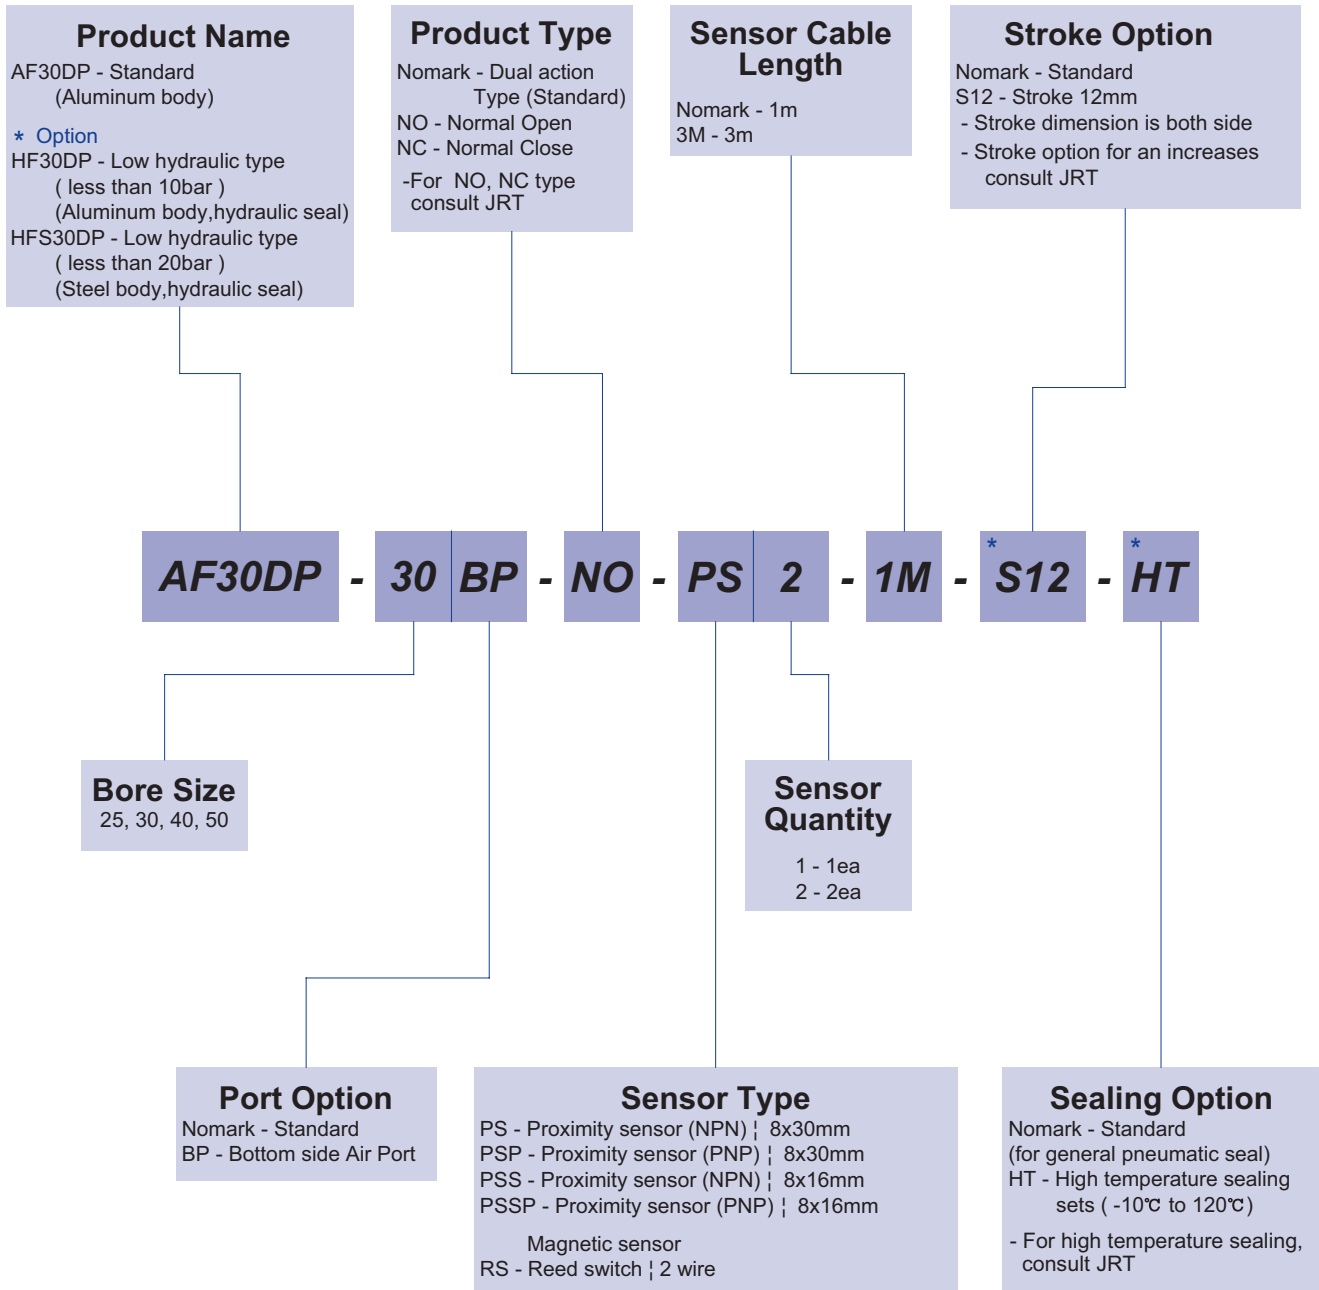 Product Name
AF30DP - Standard
(Aluminum body)
* Option
HF30DP - Low hydraulic type
( less than 10bar )
(Aluminum body,hydraulic seal)
HFS30DP - Low hydraulic type
( less than 20bar )
(Steel body,hydraulic seal)
Product Type
Nomark - Dual action
Type (Standard)
NO - Normal Open
NC - Normal Close
-For NO, NC type
consult JRT
Sensor Cable
Length
Nomark - 1m
3M - 3m
Stroke Option
Nomark - Standard
S12 - Stroke 12mm
- Stroke dimension is both side
- Stroke option for an increases
consult JRT
AF30DP - 30 BP - NO - PS 2 - 1M - *S12 - *HT
Bore Size
25, 30, 40, 50
Sensor
Quantity
1 - 1ea
2 - 2ea
Port Option
Nomark - Standard
BP - Bottom side Air Port
Sensor Type
PS - Proximity sensor (NPN) ¦ 8x30mm
PSP - Proximity sensor (PNP) ¦ 8x30mm
PSS - Proximity sensor (NPN) ¦ 8x16mm
PSSP - Proximity sensor (PNP) ¦ 8x16mm
Magnetic sensor
RS - Reed switch ¦ 2 wire
Sealing Option
Nomark - Standard
(for general pneumatic seal)
HT - High temperature sealing
sets ( -10℃ to 120℃)
- For high temperature sealing,
consult JRT